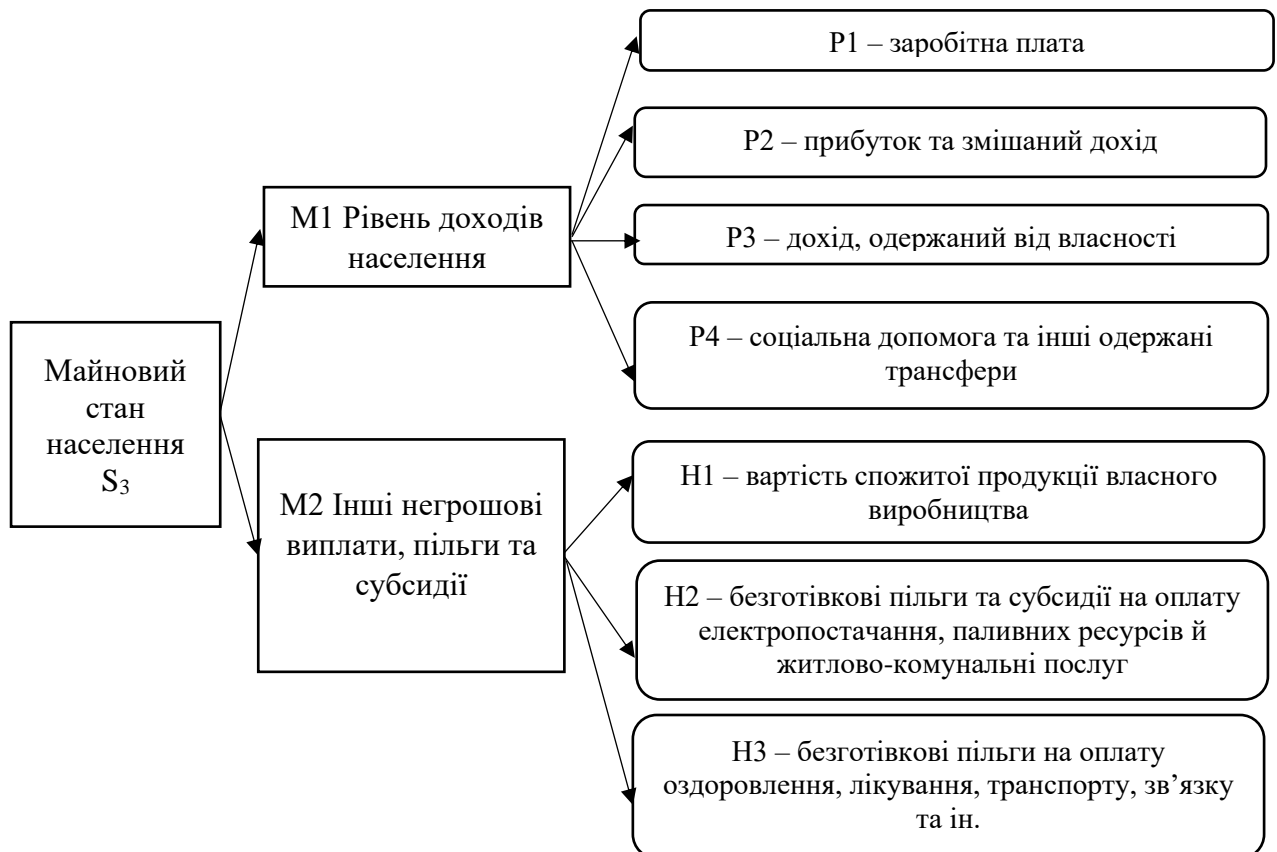 Р1 – заробітна плата
Р2 – прибуток та змішаний дохід
М1 Рівень доходів
населення
Р3 – дохід, одержаний від власності
Р4 – соціальна допомога та інші одержані
трансфери
Майновий
стан
населення
S₃
М2 Інші негрошові
виплати, пільги та
субсидії
Н1 – вартість спожитої продукції власного
виробництва
Н2 – безготівкові пільги та субсидії на оплату
електропостачання, паливних ресурсів й
житлово-комунальні послуг
Н3 – безготівкові пільги на оплату
оздоровлення, лікування, транспорту, зв’язку
та ін.